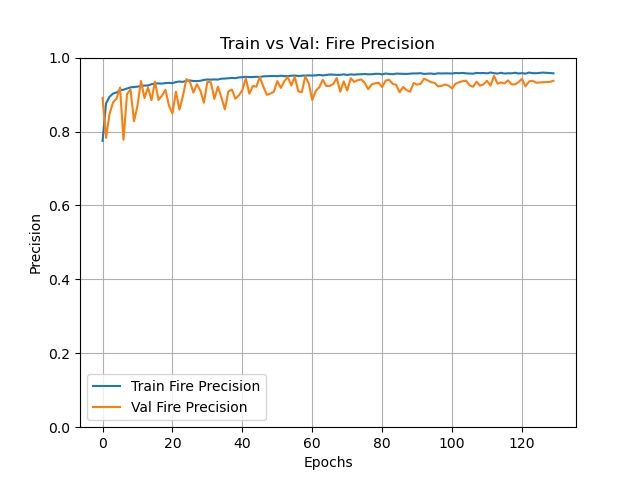 Train vs Val: Fire Precision
1.0
0.8
0.6
0.4
0.2
0.0
Precision
Train Fire Precision
Val Fire Precision
0 20 40 60 80 100 120
Epochs